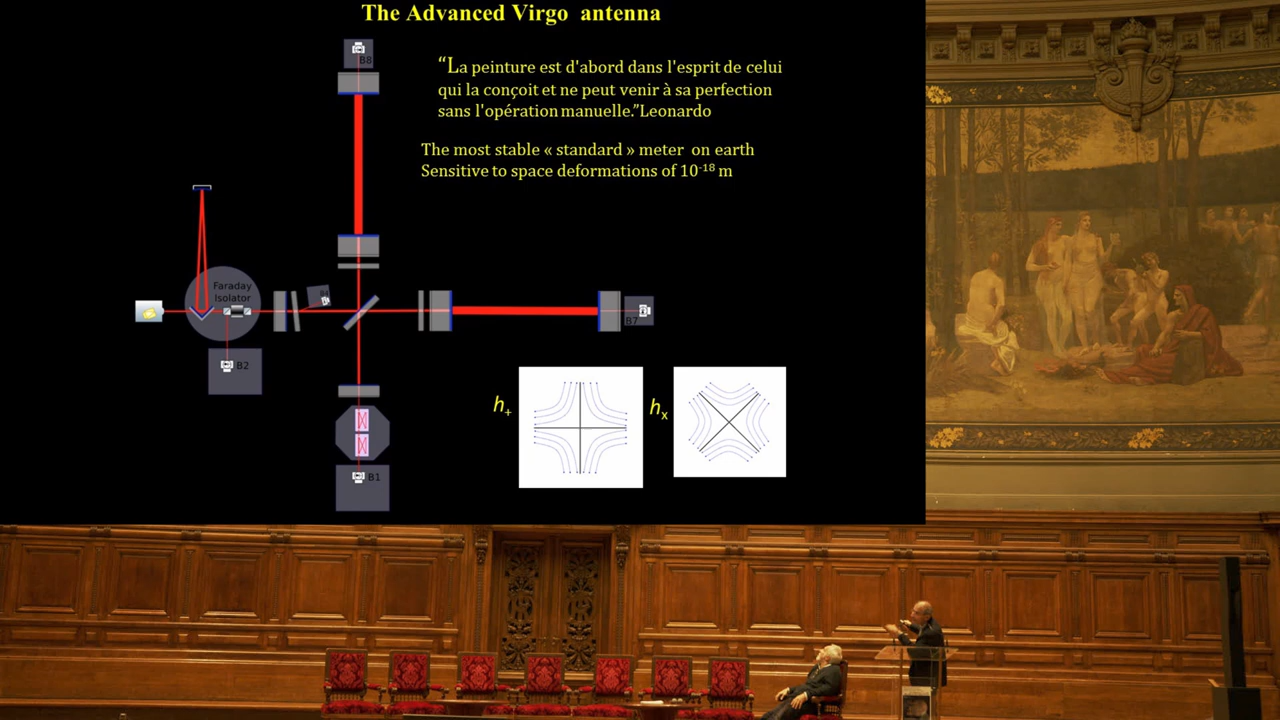 The Advanced Virgo antenna
B8
“La peinture est d'abord dans l'esprit de celui
qui la conçoit et ne peut venir à sa perfection
sans l'opération manuelle.”Leonardo
The most stable « standard » meter on earth
Sensitive to space deformations of 10-18 m
Faraday
Isolator
B7
B2
h+
hx
B1